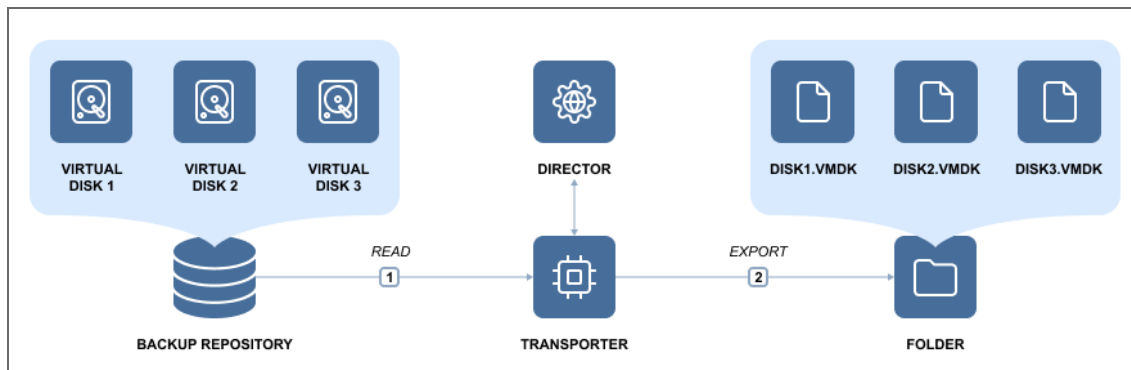 VIRTUAL
DISK 1
VIRTUAL
DISK 2
VIRTUAL
DISK 3
DIRECTOR
DISK1.VMDK
DISK2.VMDK
DISK3.VMDK
READ
1
EXPORT
2
BACKUP REPOSITORY
TRANSPORTER
FOLDER